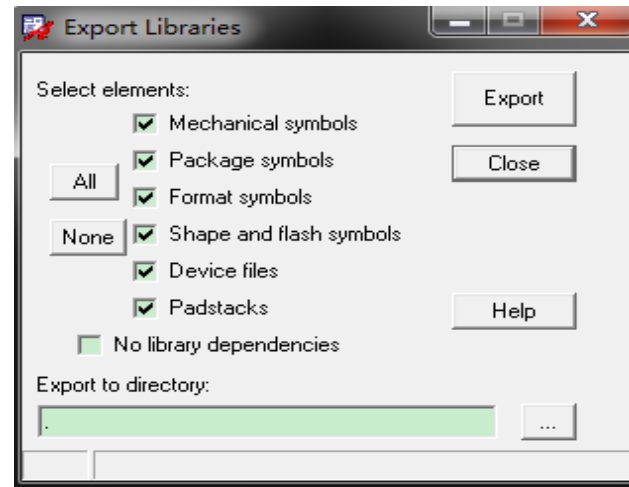 Export Libraries
Select elements:
Export
Mechanical symbols
Package symbols
Close
All
Format symbols
None
Shape and flash symbols
Device files
Padstacks
Help
No library dependencies
Export to directory:
.
...